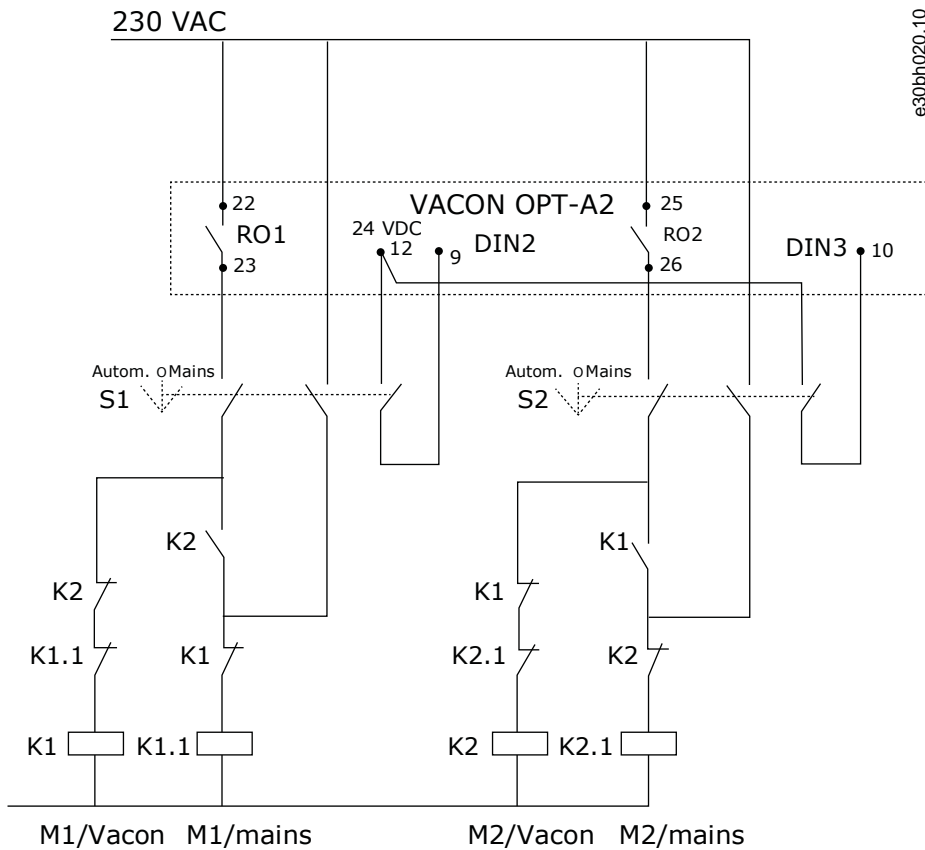 230 VAC
e30bh020.10
22
VACON OPT-A2
25
RO1
24 VDC
12
9
DIN2
RO2
DIN3
10
23
26
Autom. O Mains
S1
Autom. O Mains
S2
K2
K1
K2
K1
K1.1
K1
K2.1
K2
K1
K1.1
K2
K2.1
M1/Vacon
M1/mains
M2/Vacon
M2/mains